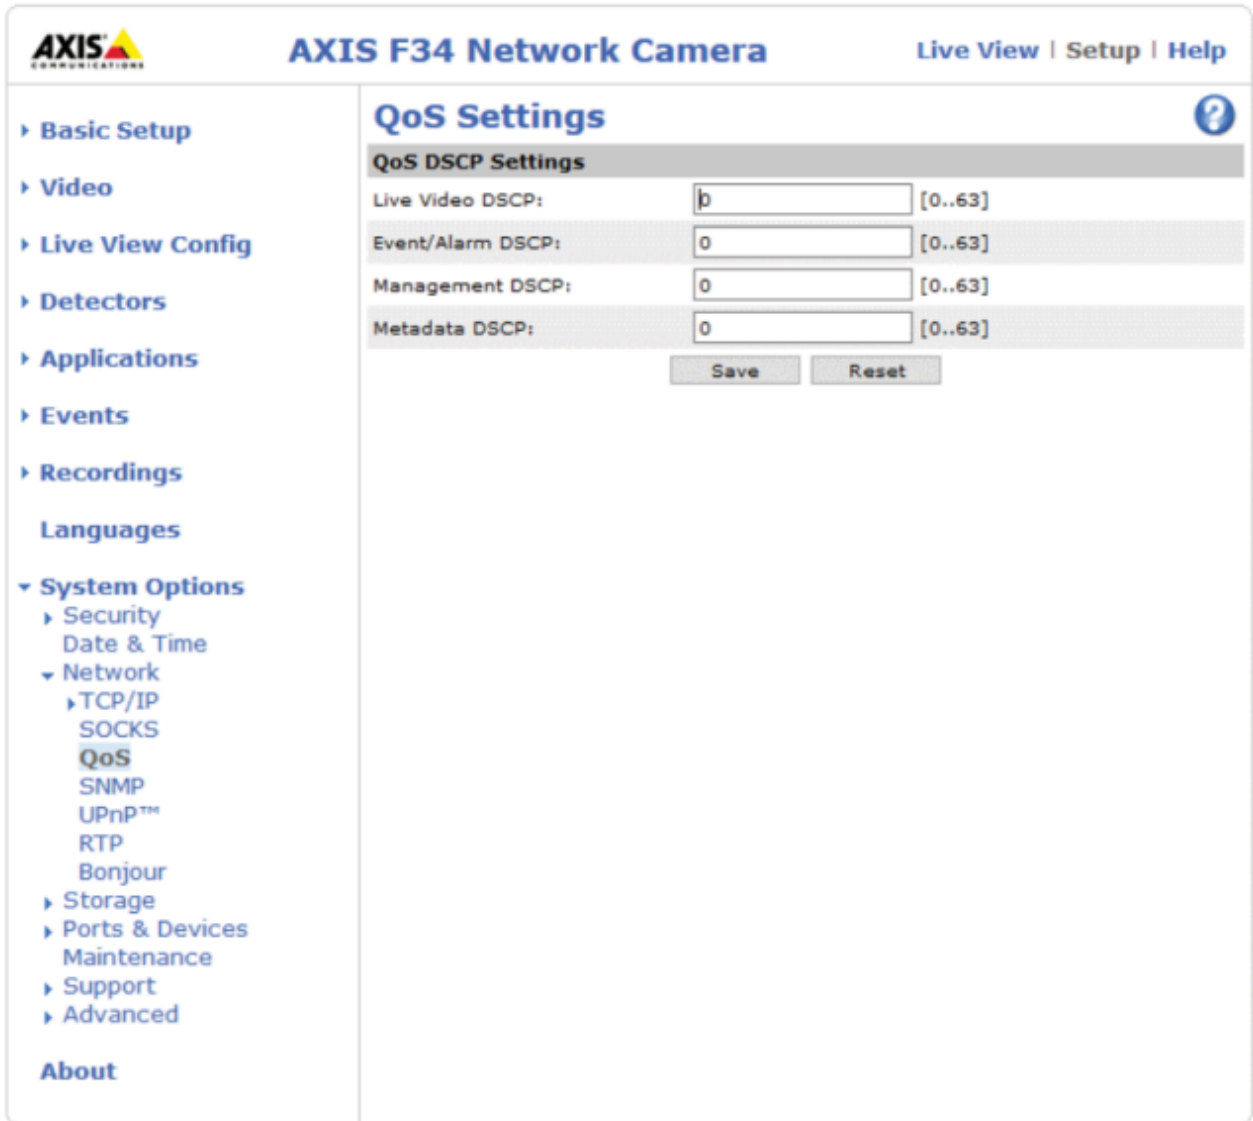 AXIS
COMMUNICATIONS
AXIS F34 Network Camera
Live View | Setup | Help
Basic Setup
Video
Live View Config
Detectors
Applications
Events
Recordings
Languages
System Options
Security
Date & Time
Network
TCP/IP
SOCKS
QoS
SNMP
UPnP™
RTP
Bonjour
Storage
Ports & Devices
Maintenance
Support
Advanced
About
QoS Settings
?
QoS DSCP Settings
Live Video DSCP: 0 [0..63]
Event/Alarm DSCP: 0 [0..63]
Management DSCP: 0 [0..63]
Metadata DSCP: 0 [0..63]
Save Reset